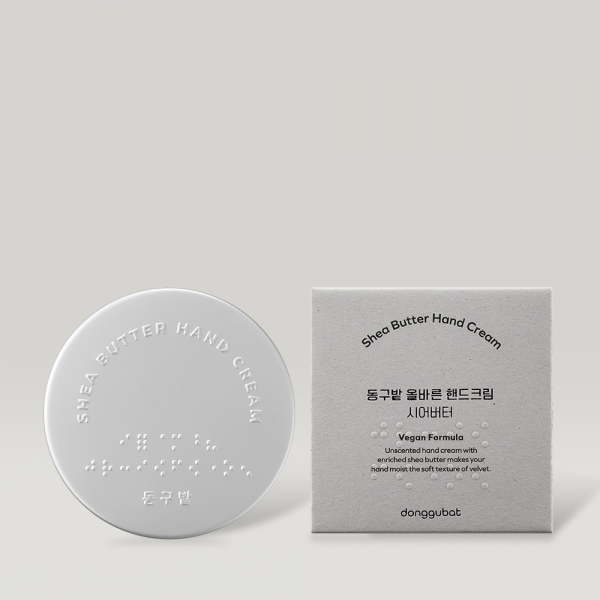 SHEA BUTTER HAND CREAM
동구밭
Shea Butter Hand Cream
동구밭 올바른 핸드크림
시어버터
Vegan Formula
Unscented hand cream with
enriched shea butter makes your
hand moist the soft texture of velvet.
donggubat